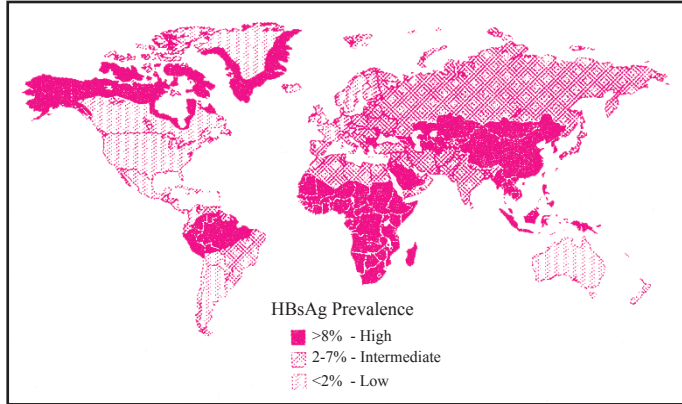 HBsAg Prevalence
>8% - High
2-7% - Intermediate
<2% - Low